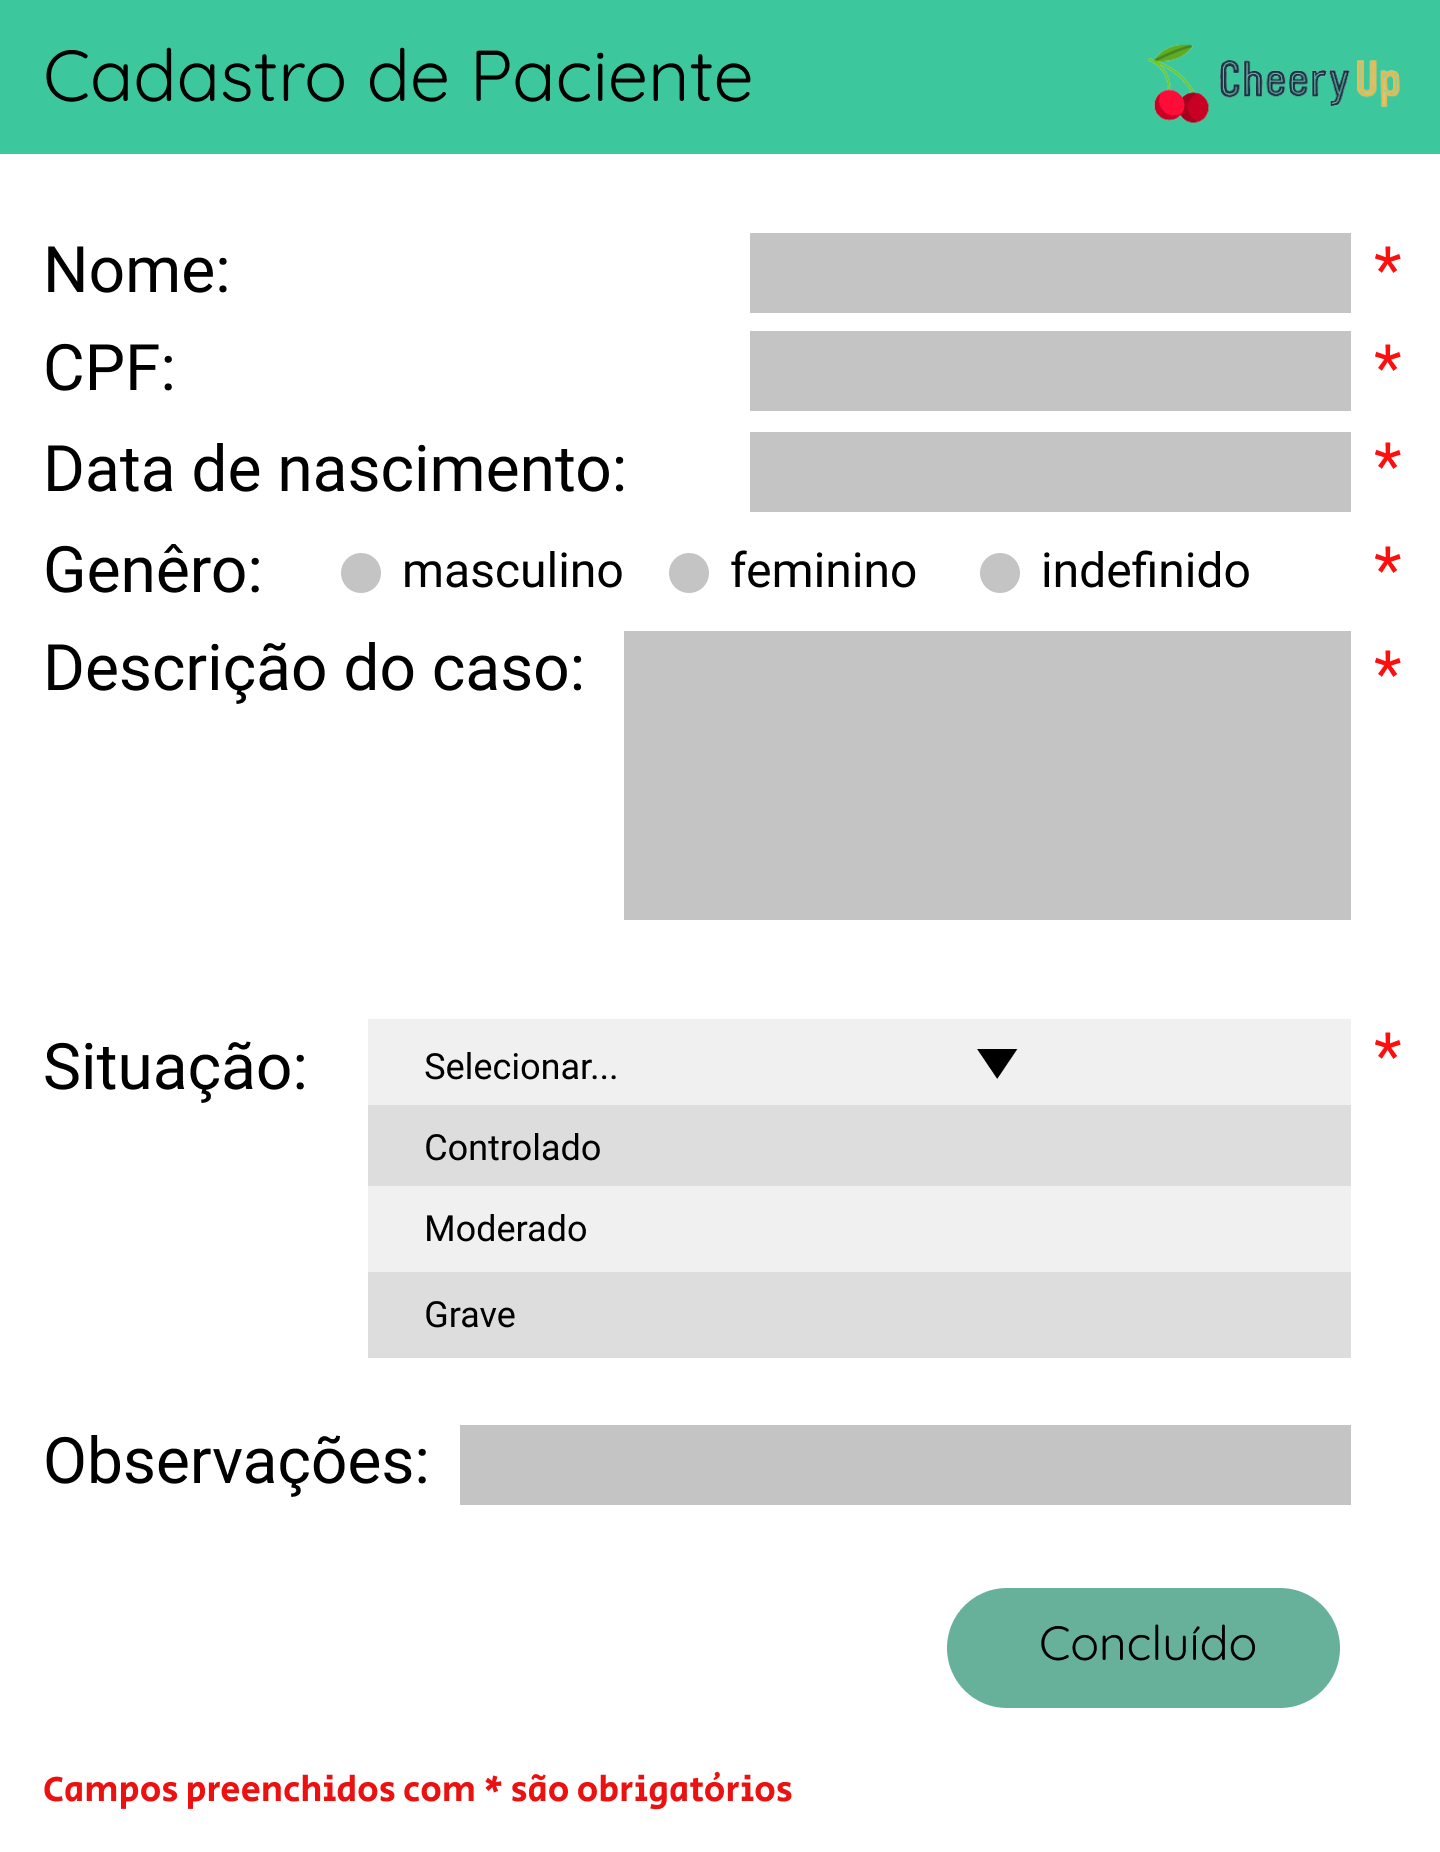 Cadastro de Paciente
CheeryUp
Nome: *
CPF: *
Data de nascimento: *
Genêro: masculino feminino indefinido *
Descrição do caso: *
Situação: Selecionar... *
Controlado
Moderado
Grave
Observações:
Concluído
Campos preenchidos com * são obrigatórios